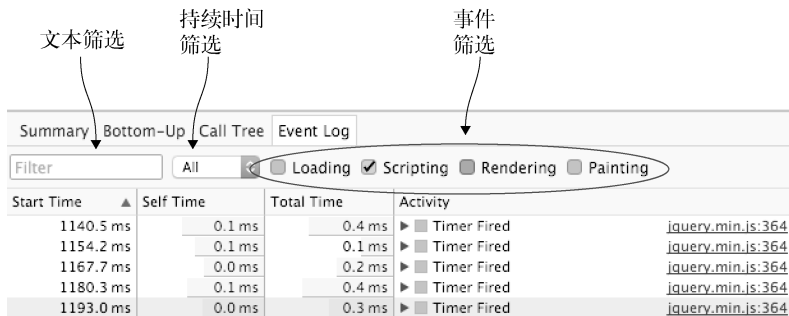 文本筛选
持续时间
筛选
事件
筛选
Summary Bottom-Up Call Tree Event Log
Filter All Loading Scripting Rendering Painting
Start Time Self Time Total Time Activity
1140.5 ms 0.1 ms 0.4 ms Timer Fired jquery.min.js:364
1154.2 ms 0.1 ms 0.1 ms Timer Fired jquery.min.js:364
1167.7 ms 0.0 ms 0.2 ms Timer Fired jquery.min.js:364
1180.3 ms 0.1 ms 0.4 ms Timer Fired jquery.min.js:364
1193.0 ms 0.0 ms 0.3 ms Timer Fired jquery.min.js:364